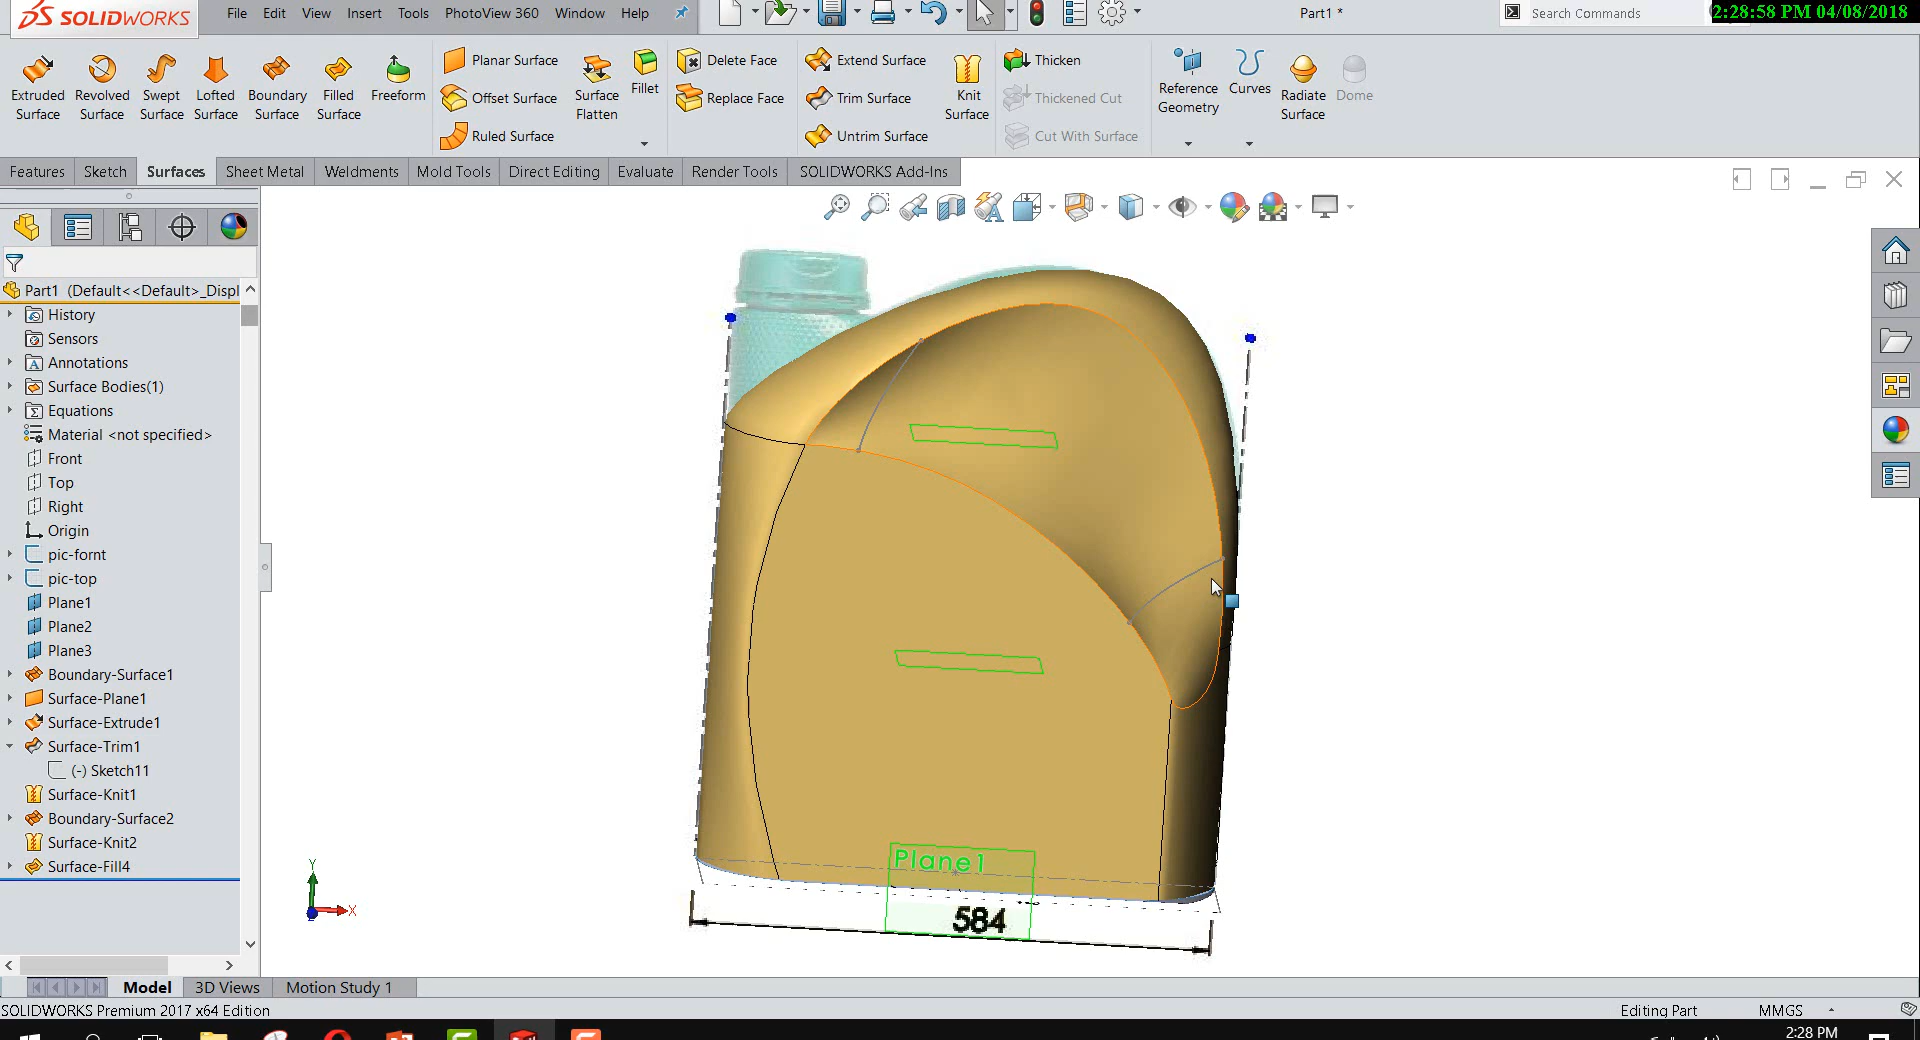 SOLIDWORKS File Edit View Insert Tools PhotoView 360 Window Help Part1 * Search Commands 2:28:58 PM 04/08/2018
Extruded Surface
Revolved Surface
Swept Surface
Lofted Surface
Boundary Surface
Filled Surface
Freeform
Planar Surface
Offset Surface
Ruled Surface
Surface Flatten
Fillet
Delete Face
Replace Face
Extend Surface
Trim Surface
Untrim Surface
Knit Surface
Thicken
Thickened Cut
Cut With Surface
Reference Geometry
Curves
Radiate Surface
Dome
Features Sketch Surfaces Sheet Metal Weldments Mold Tools Direct Editing Evaluate Render Tools SOLIDWORKS Add-Ins
Part1 (Default<<Default>_Displ
History
Sensors
Annotations
Surface Bodies(1)
Equations
Material <not specified>
Front
Top
Right
Origin
pic-fornt
pic-top
Plane1
Plane2
Plane3
Boundary-Surface1
Surface-Plane1
Surface-Extrude1
Surface-Trim1
(-) Sketch11
Surface-Knit1
Boundary-Surface2
Surface-Knit2
Surface-Fill4
Plane1
584
Y
X
Model 3D Views Motion Study 1
SOLIDWORKS Premium 2017 x64 Edition Editing Part MMGS
2:28 PM